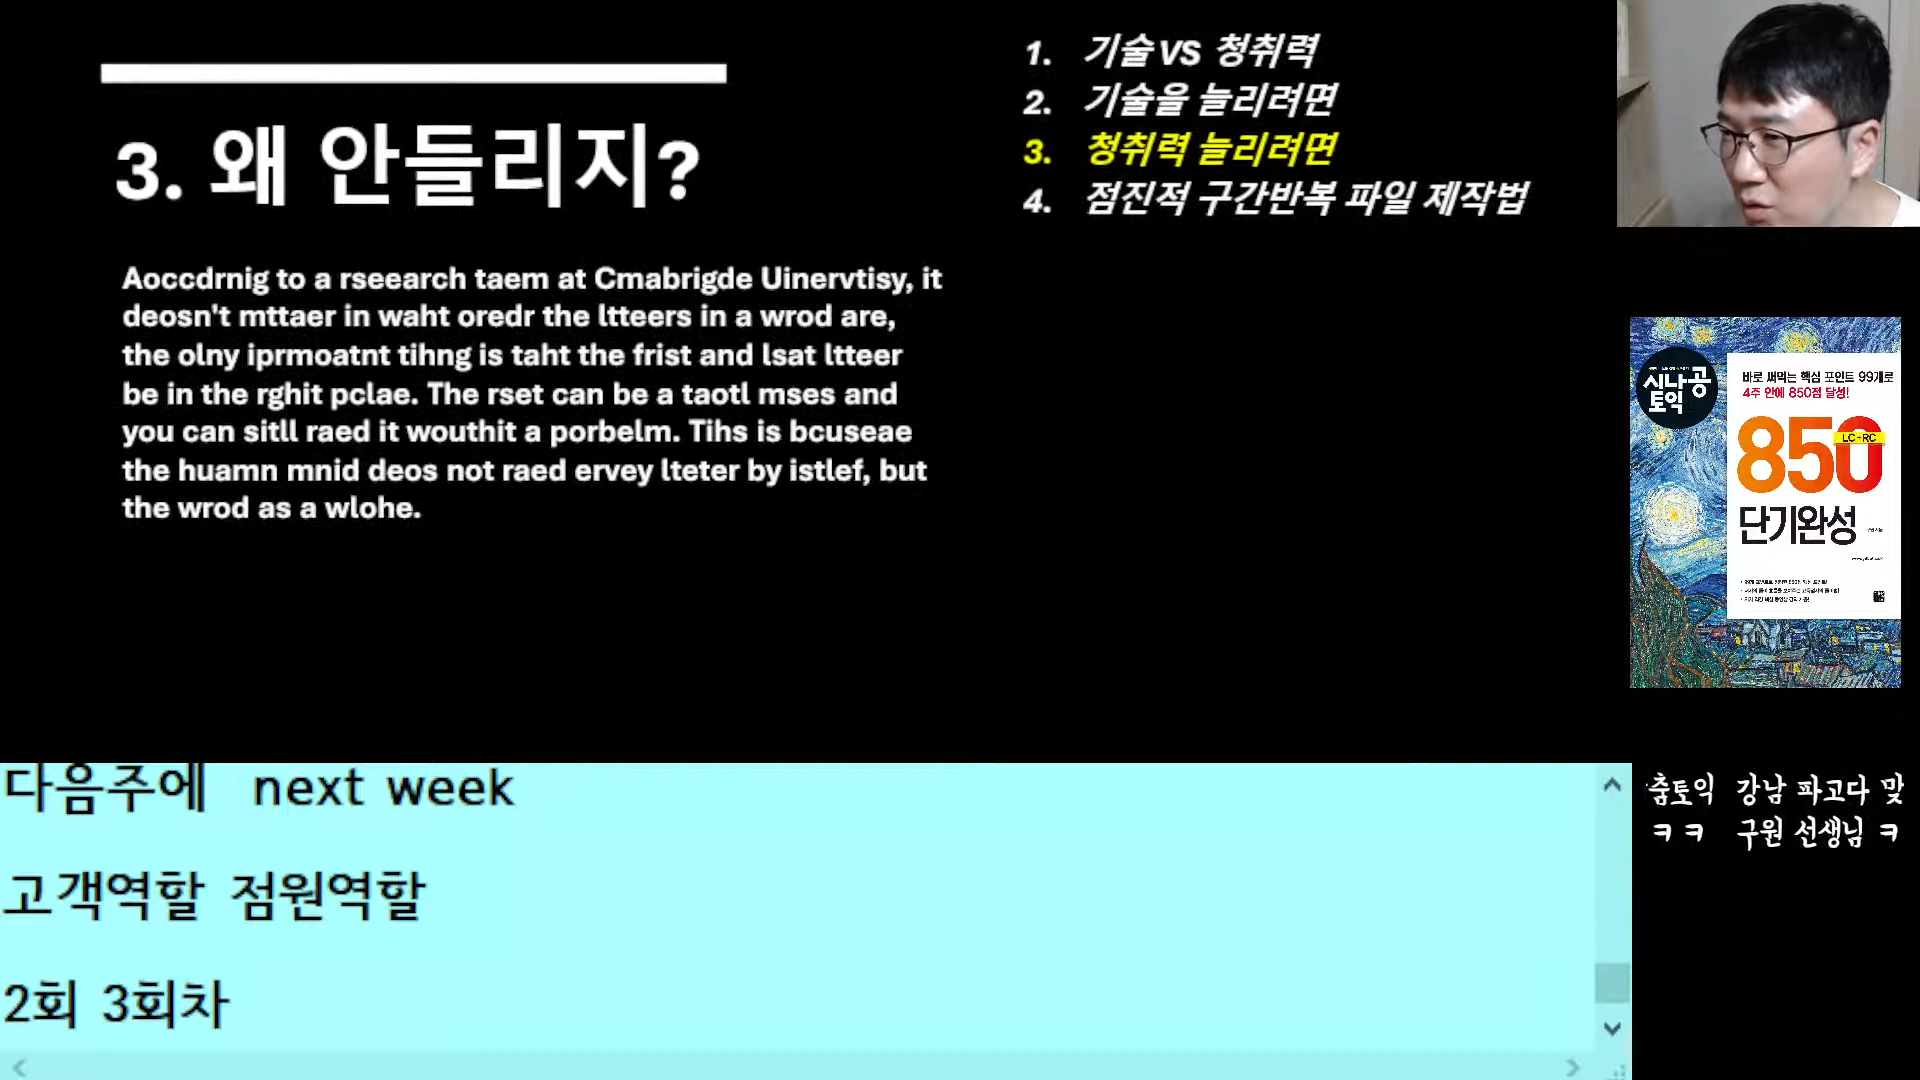 3. 왜 안들리지?
Aoccdrnig to a rseearch taem at Cmabrigde Uinervtisy, it
deosn't mttaer in waht oredr the ltteers in a wrod are,
the olny iprmoatnt tihng is taht the frist and lsat ltteer
be in the rghit pclae. The rset can be a taotl mses and
you can sitll raed it wouthit a porbelm. Tihs is bcuseae
the huamn mnid deos not raed ervey lteter by istlef, but
the wrod as a wlohe.
1. 기술 VS 청취력
2. 기술을 늘리려면
3. 청취력 늘리려면
4. 점진적 구간반복 파일 제작법
시나공
토익
바로 써먹는 핵심 포인트 99개로
4주 안에 850점 달성!
850
LC+RC
단기완성
다음주에 next week
고객역할 점원역할
2회 3회차
춤토익 강남 파고다 맞
ㅋㅋ 구원 선생님 ㅋ